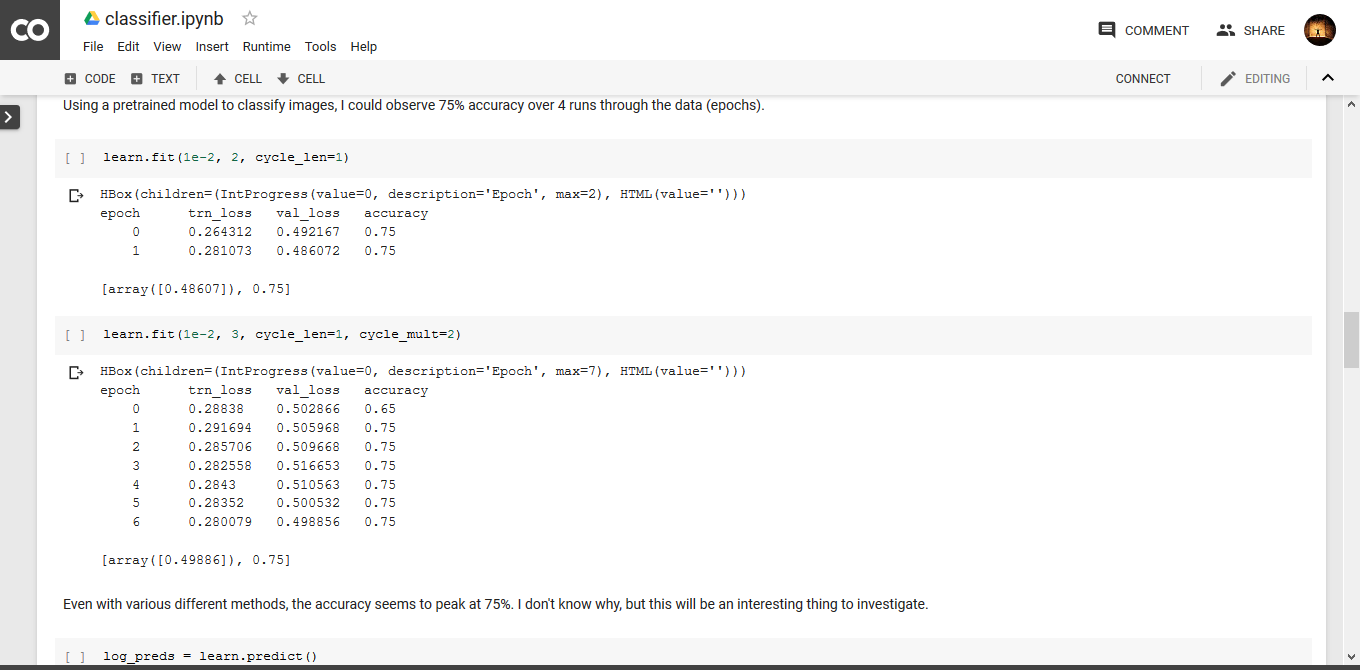 CO classifier.ipynb
File Edit View Insert Runtime Tools Help
COMMENT SHARE
CODE TEXT CELL CELL CONNECT EDITING
Using a pretrained model to classify images, I could observe 75% accuracy over 4 runs through the data (epochs).
[ ] learn.fit(1e-2, 2, cycle_len=1)
HBox(children=(IntProgress(value=0, description='Epoch', max=2), HTML(value='')))
epoch trn_loss val_loss accuracy
0 0.264312 0.492167 0.75
1 0.281073 0.486072 0.75
[array([0.48607]), 0.75]
[ ] learn.fit(1e-2, 3, cycle_len=1, cycle_mult=2)
HBox(children=(IntProgress(value=0, description='Epoch', max=7), HTML(value='')))
epoch trn_loss val_loss accuracy
0 0.28838 0.502866 0.65
1 0.291694 0.505968 0.75
2 0.285706 0.509668 0.75
3 0.282558 0.516653 0.75
4 0.2843 0.510563 0.75
5 0.28352 0.500532 0.75
6 0.280079 0.498856 0.75
[array([0.49886]), 0.75]
Even with various different methods, the accuracy seems to peak at 75%. I don't know why, but this will be an interesting thing to investigate.
[ ] log_preds = learn.predict()